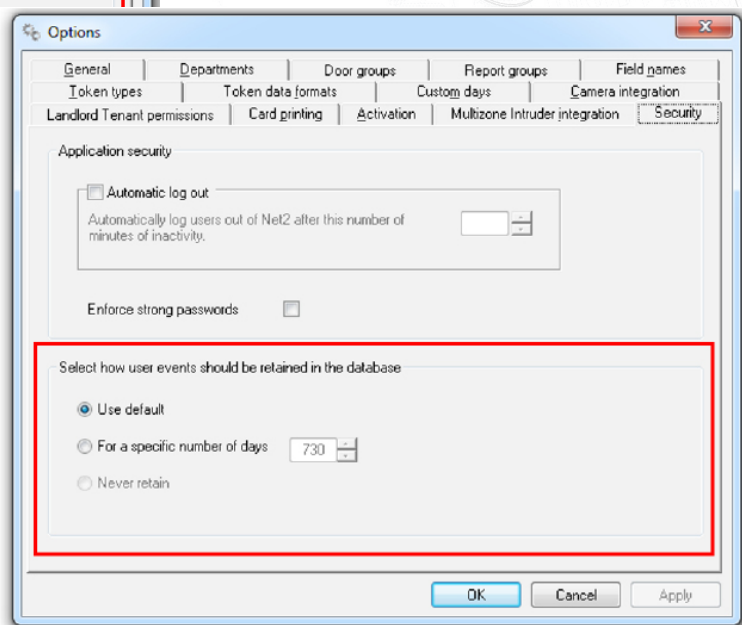 Options
General
Departments
Door groups
Report groups
Field names
Token types
Token data formats
Custom days
Camera integration
Landlord Tenant permissions
Card printing
Activation
Multizone Intruder integration
Security
Application security
Automatic log out
Automatically log users out of Net2 after this number of
minutes of inactivity.
Enforce strong passwords
Select how user events should be retained in the database
Use default
For a specific number of days 730
Never retain
OK
Cancel
Apply